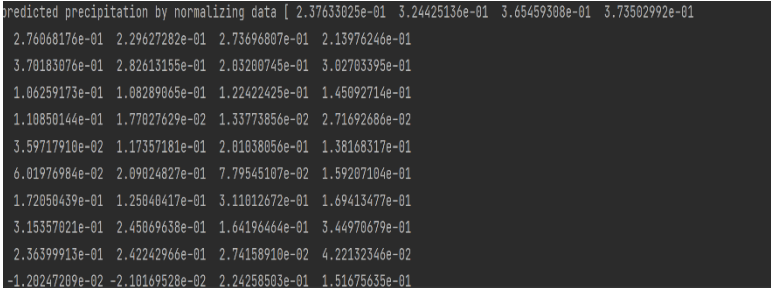 predicted precipitation by normalizing data [ 2.37633025e-01 3.24425136e-01 3.65459308e-01 3.73502992e-01
2.76068176e-01 2.29627282e-02 2.73696807e-01 2.13976246e-01
3.70183076e-01 2.82613155e-01 2.03200745e-01 3.02703395e-01
1.06259173e-01 1.08289065e-01 1.22422425e-01 1.45092714e-01
1.10850144e-01 1.77027629e-02 1.33773856e-02 2.71692686e-02
3.59717910e-02 1.17357181e-01 2.01038056e-01 1.38168317e-01
6.01976984e-02 2.09024827e-01 7.79545107e-02 1.59207104e-01
1.72050439e-01 1.25040417e-01 3.11012672e-01 1.69413477e-01
3.15357021e-01 2.45069638e-01 1.64196464e-01 3.44970679e-01
2.36399913e-01 2.42242966e-01 2.74158910e-02 4.22132346e-02
-1.20247209e-02 -2.10169528e-02 2.24258503e-01 1.51675635e-01